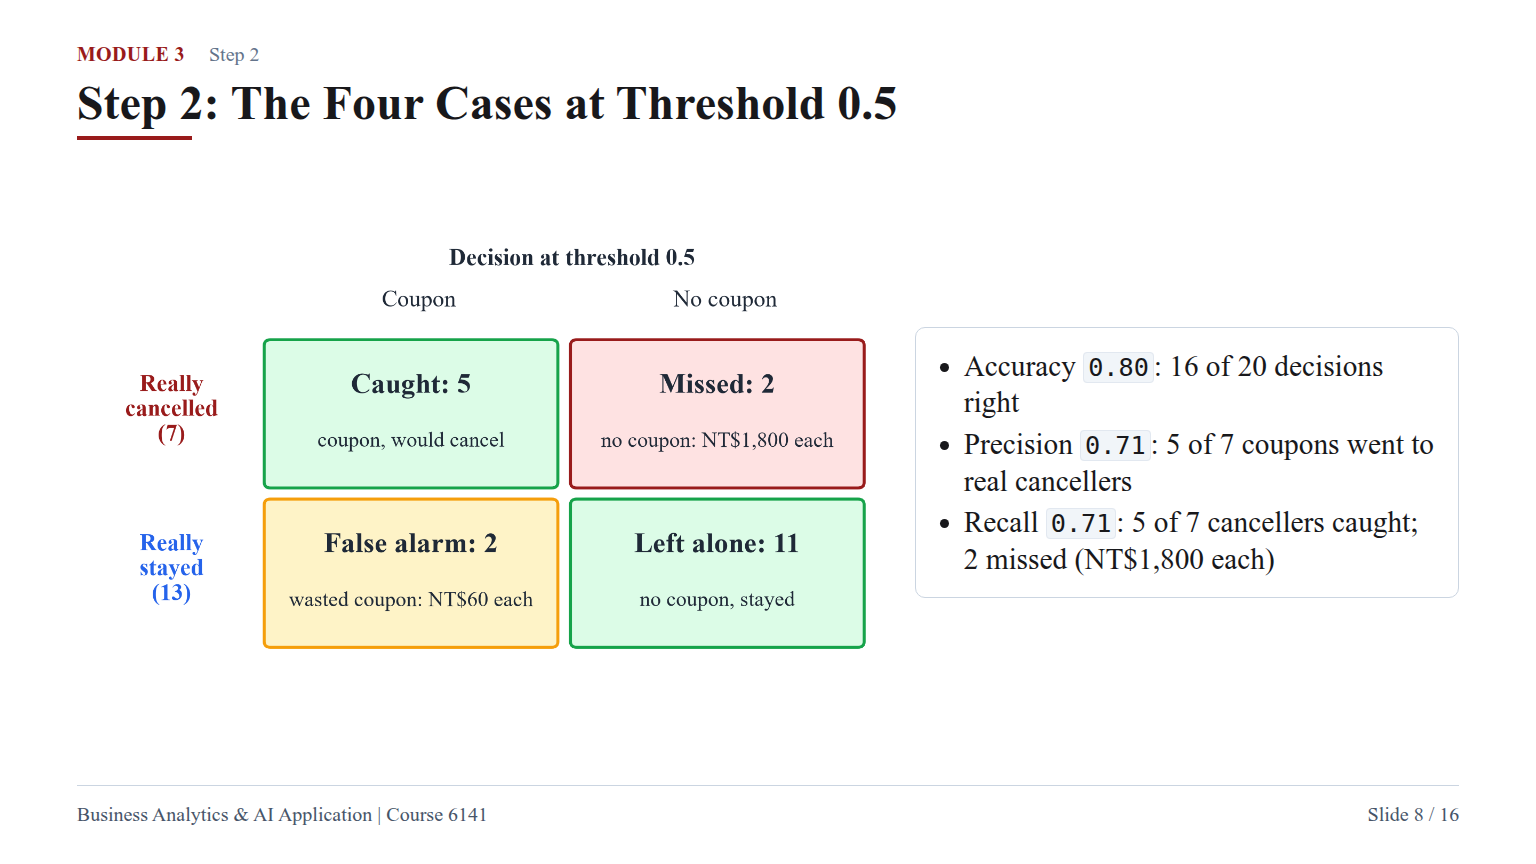 MODULE 3 Step 2
Step 2: The Four Cases at Threshold 0.5
Decision at threshold 0.5
Coupon No coupon
Really
cancelled
(7)
Caught: 5
coupon, would cancel
Missed: 2
no coupon: NT$1,800 each
Really
stayed
(13)
False alarm: 2
wasted coupon: NT$60 each
Left alone: 11
no coupon, stayed
• Accuracy 0.80: 16 of 20 decisions
right
• Precision 0.71: 5 of 7 coupons went to
real cancellers
• Recall 0.71: 5 of 7 cancellers caught;
2 missed (NT$1,800 each)
Business Analytics & AI Application | Course 6141
Slide 8 / 16